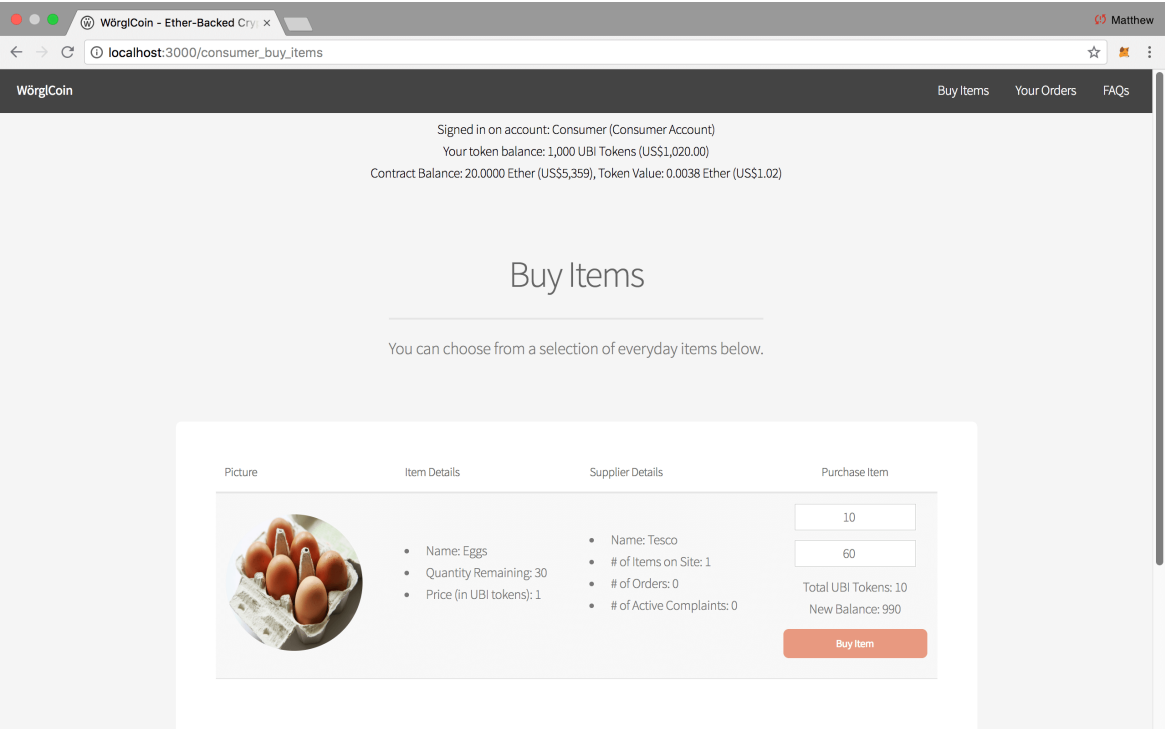 WörglCoin - Ether-Backed Cry
Matthew
localhost:3000/consumer_buy_items
WörglCoin
Buy Items
Your Orders
FAQs
Signed in on account: Consumer (Consumer Account)
Your token balance: 1,000 UBI Tokens (US$1,020.00)
Contract Balance: 20.0000 Ether (US$5,359), Token Value: 0.0038 Ether (US$1.02)
Buy Items
You can choose from a selection of everyday items below.
Picture
Item Details
Supplier Details
Purchase Item
Name: Eggs
Quantity Remaining: 30
Price (in UBI tokens): 1
Name: Tesco
# of Items on Site: 1
# of Orders: 0
# of Active Complaints: 0
10
60
Total UBI Tokens: 10
New Balance: 990
Buy Item